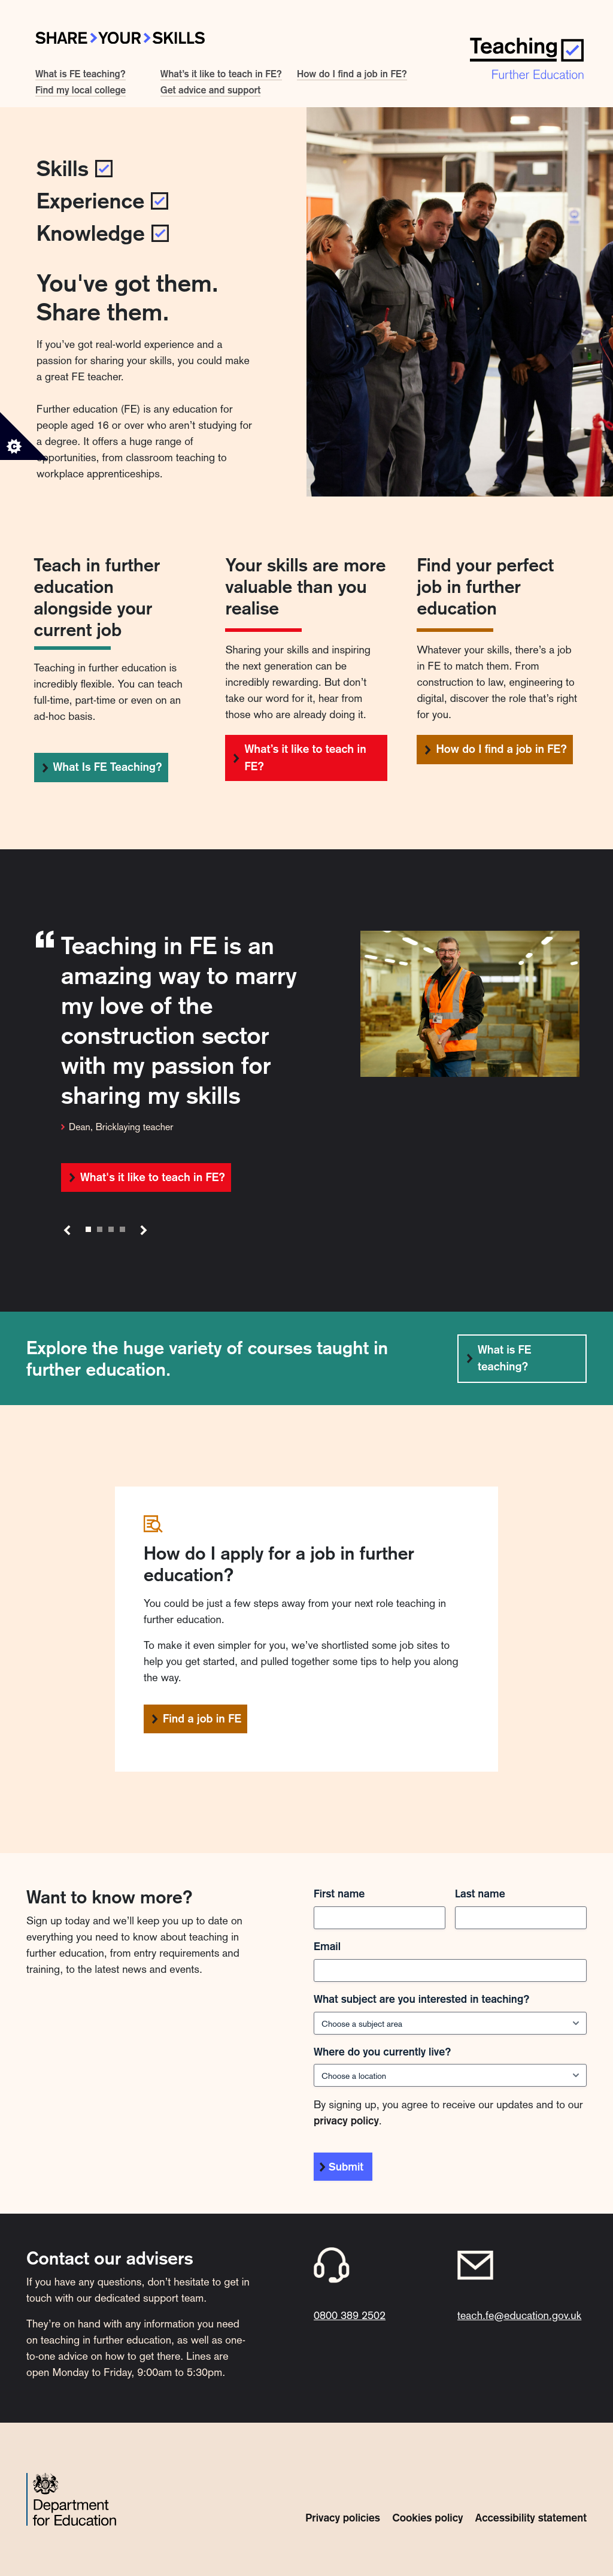 SHARE YOUR SKILLS
Teaching
Further Education
What is FE teaching?
What's it like to teach in FE?
How do I find a job in FE?
Find my local college
Get advice and support
Skills
Experience
Knowledge
You've got them.
Share them.
If you've got real-world experience and a
passion for sharing your skills, you could make
a great FE teacher.
Further education (FE) is any education for
people aged 16 or over who aren't studying for
a degree. It offers a huge range of
opportunities, from classroom teaching to
workplace apprenticeships.
Teach in further
education
alongside your
current job
Teaching in further education is
incredibly flexible. You can teach
full-time, part-time or even on an
ad-hoc basis.
What Is FE Teaching?
Your skills are more
valuable than you
realise
Sharing your skills and inspiring
the next generation can be
incredibly rewarding. But don't
take our word for it, hear from
those who are already doing it.
What's it like to teach in
FE?
Find your perfect
job in further
education
Whatever your skills, there's a job
in FE to match them. From
construction to law, engineering to
digital, discover the role that's right
for you.
How do I find a job in FE?
“ Teaching in FE is an
amazing way to marry
my love of the
construction sector
with my passion for
sharing my skills
Dean, Bricklaying teacher
What's it like to teach in FE?
Explore the huge variety of courses taught in
further education.
What is FE
teaching?
How do I apply for a job in further
education?
You could be just a few steps away from your next role teaching in
further education.
To make it even simpler for you, we've shortlisted some job sites to
help you get started, and pulled together some tips to help you along
the way.
Find a job in FE
Want to know more?
Sign up today and we'll keep you up to date on
everything you need to know about teaching in
further education, from entry requirements and
training, to the latest news and events.
First name
Last name
Email
What subject are you interested in teaching?
Choose a subject area
Where do you currently live?
Choose a location
By signing up, you agree to receive our updates and to our
privacy policy.
Submit
Contact our advisers
If you have any questions, don't hesitate to get in
touch with our dedicated support team.
They're on hand with any information you need
on teaching in further education, as well as one-
to-one advice on how to get there. Lines are
open Monday to Friday, 9:00am to 5:30pm.
0800 389 2502
teach.fe@education.gov.uk
Department
for Education
Privacy policies
Cookies policy
Accessibility statement